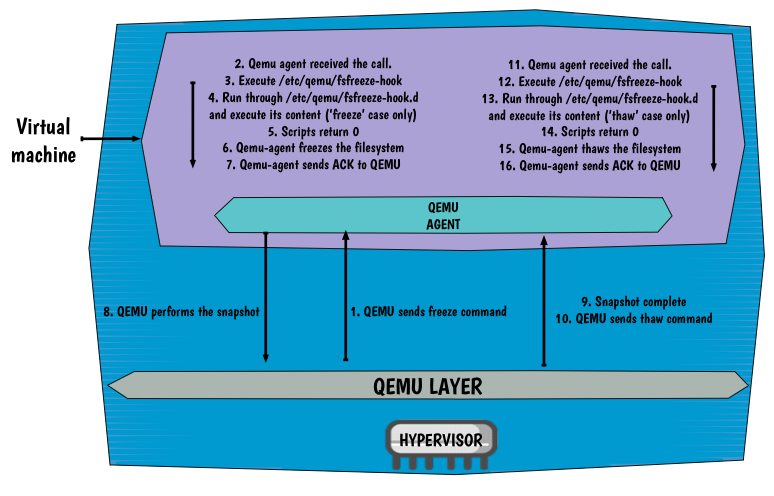 Virtual
machine
2. Qemu agent received the call.
3. Execute /etc/qemu/fsfreeze-hook
4. Run through /etc/qemu/fsfreeze-hook.d
and execute its content ('freeze' case only)
5. Scripts return 0
6. Qemu-agent freezes the filesystem
7. Qemu-agent sends ACK to QEMU
11. Qemu agent received the call.
12. Execute /etc/qemu/fsfreeze-hook
13. Run through /etc/qemu/fsfreeze-hook.d
and execute its content ('thaw' case only)
14. Scripts return 0
15. Qemu-agent thaws the filesystem
16. Qemu-agent sends ACK to QEMU
QEMU
AGENT
8. QEMU performs the snapshot
1. QEMU sends freeze command
9. Snapshot complete
10. QEMU sends thaw command
QEMU LAYER
HYPERVISOR